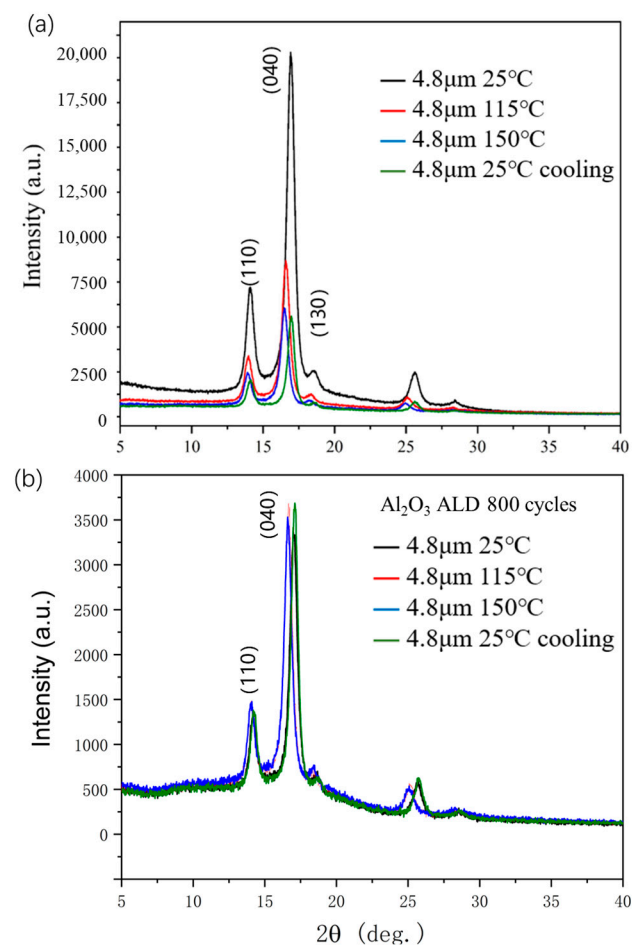 (a)
20,000
17,500
15,000
12,500
10,000
7500
5000
2500
0
Intensity (a.u.)
(110)
(040)
(130)
4.8μm 25℃
4.8μm 115℃
4.8μm 150℃
4.8μm 25℃ cooling
5 10 15 20 25 30 35 40
(b)
4000
3500
3000
2500
2000
1500
1000
500
0
Intensity (a.u.)
(110)
(040)
Al₂O₃ ALD 800 cycles
4.8μm 25℃
4.8μm 115℃
4.8μm 150℃
4.8μm 25℃ cooling
5 10 15 20 25 30 35 40
2θ (deg.)